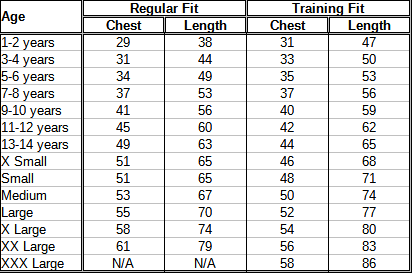 Age Regular Fit Training Fit
Chest Length Chest Length
1-2 years 29 38 31 47
3-4 years 31 44 33 50
5-6 years 34 49 35 53
7-8 years 37 53 37 56
9-10 years 41 56 40 59
11-12 years 45 60 42 62
13-14 years 49 63 44 65
X Small 51 65 46 68
Small 51 65 48 71
Medium 53 67 50 74
Large 55 70 52 77
X Large 58 74 54 80
XX Large 61 79 56 83
XXX Large N/A N/A 58 86